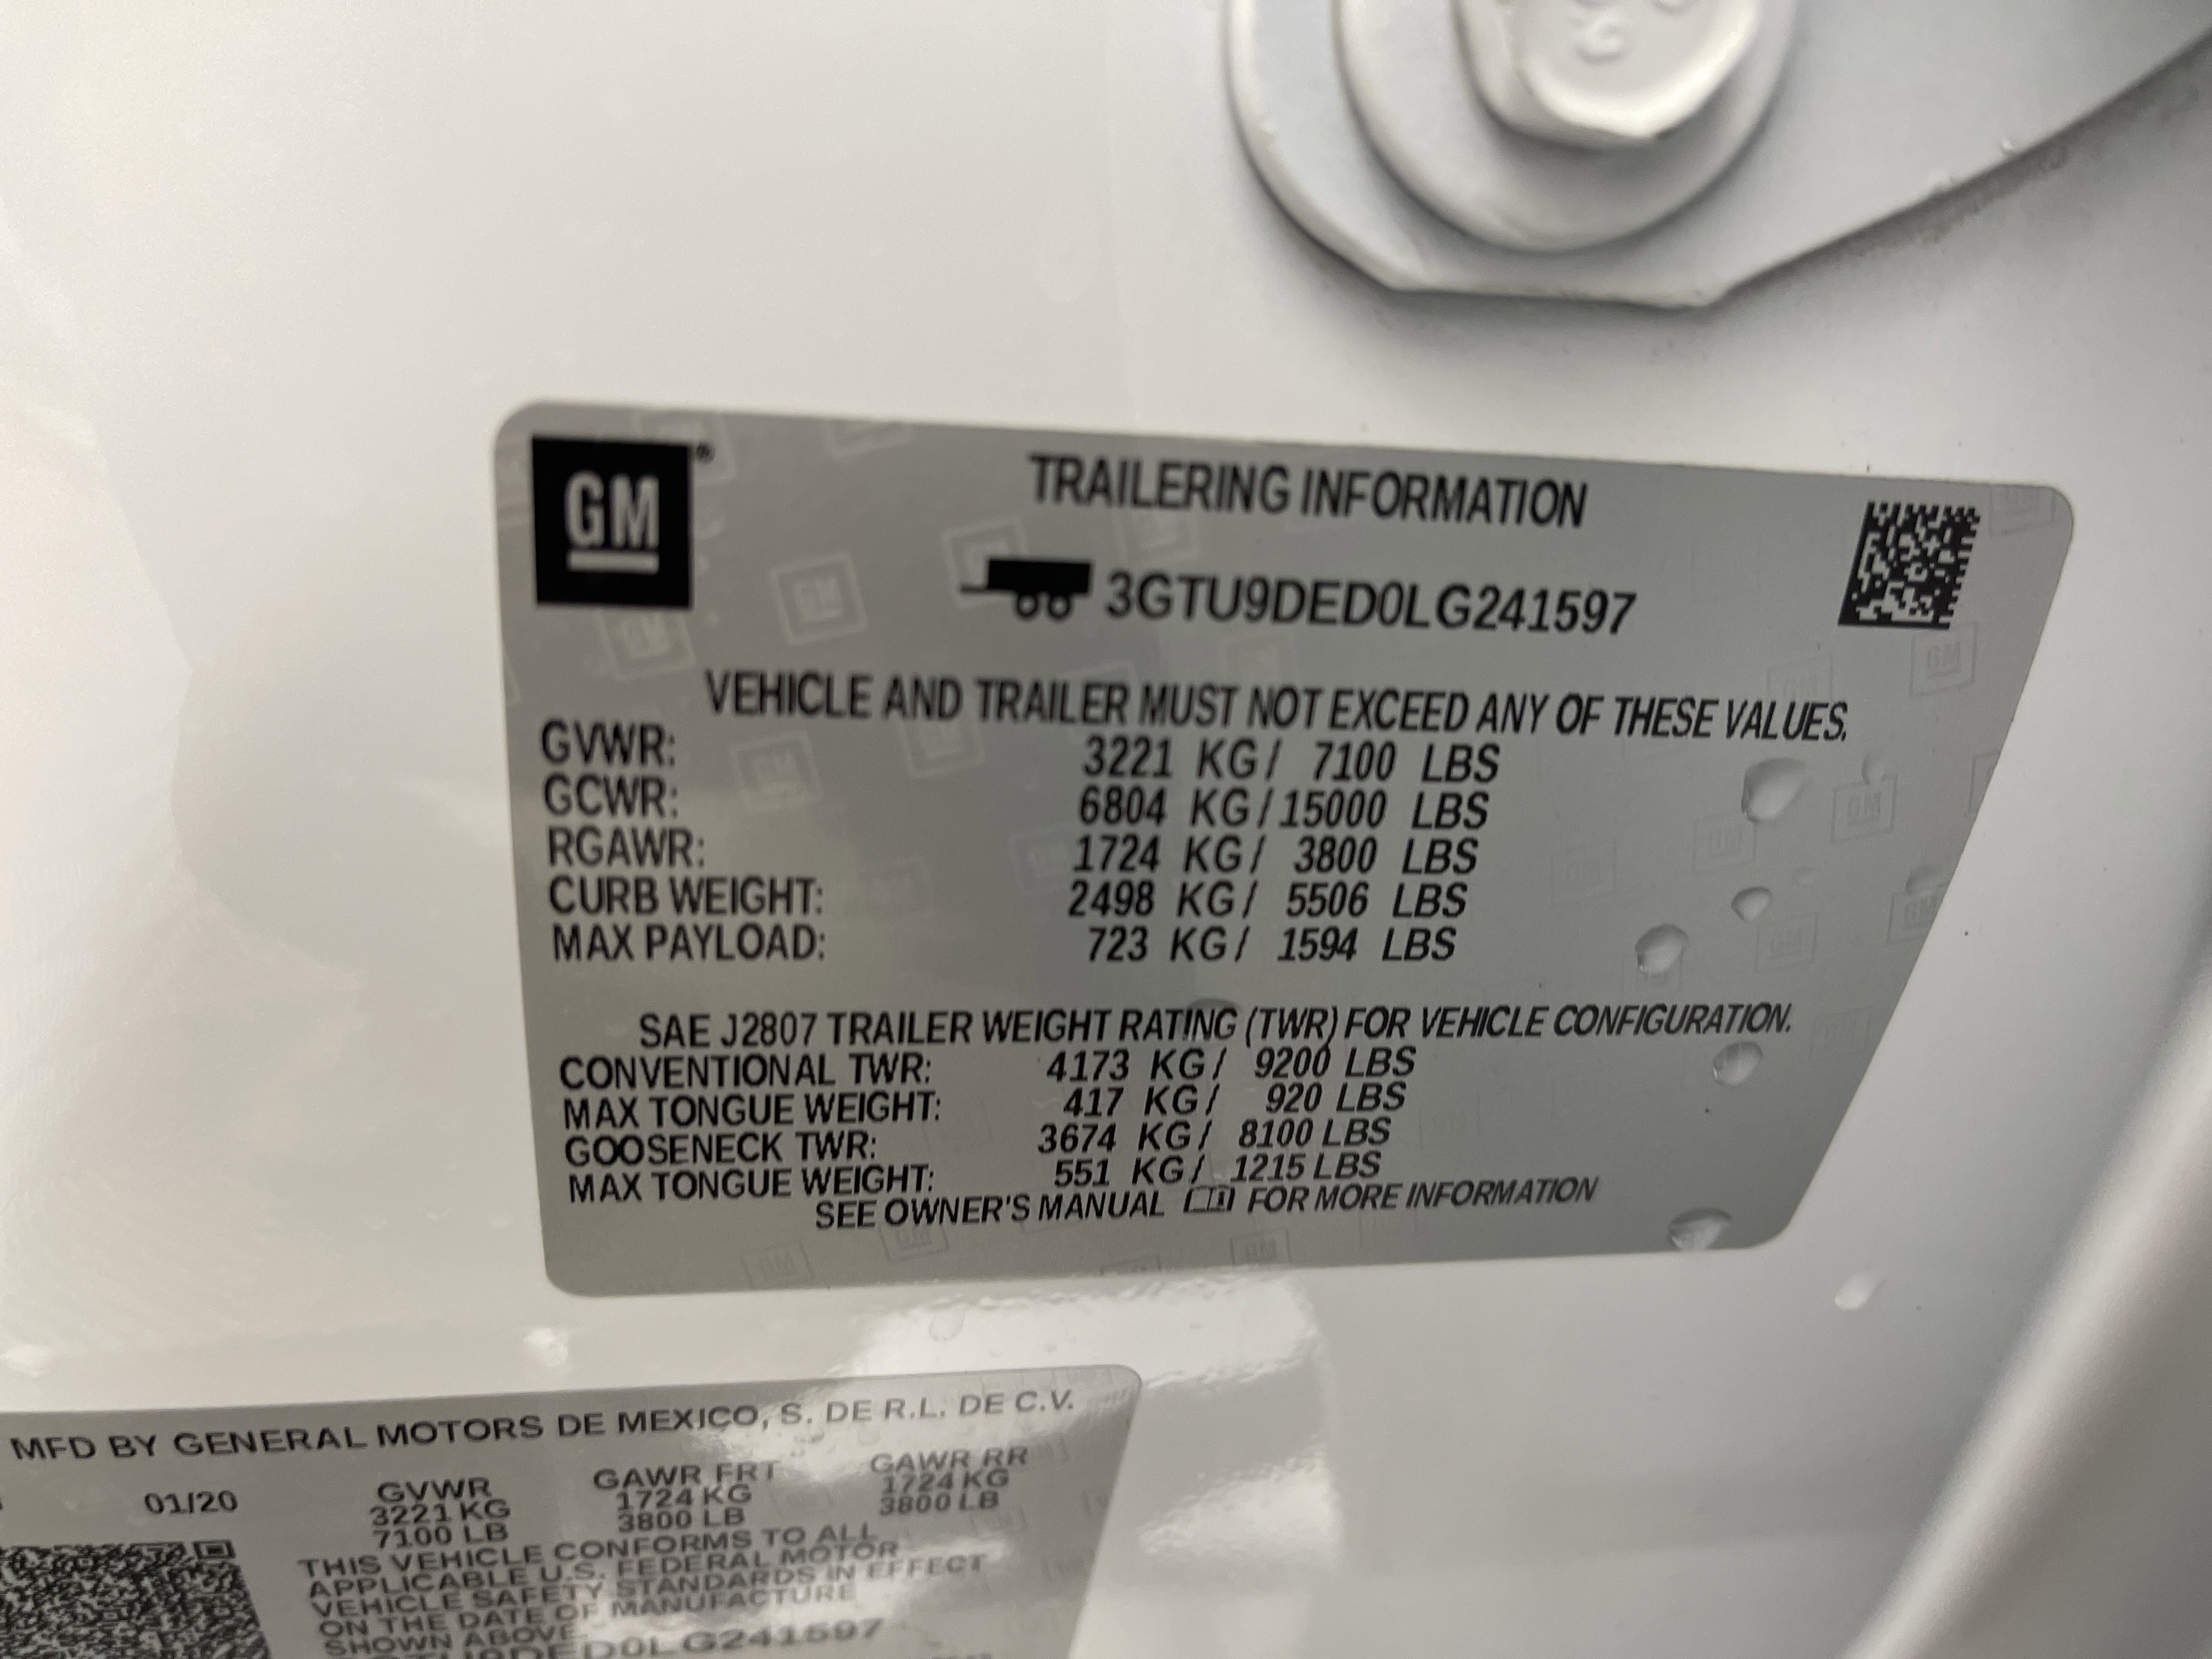 GM®
TRAILERING INFORMATION
3GTU9DED0LG241597
VEHICLE AND TRAILER MUST NOT EXCEED ANY OF THESE VALUES.
GVWR: 3221 KG/ 7100 LBS
GCWR: 6804 KG/15000 LBS
RGAWR: 1724 KG/ 3800 LBS
CURB WEIGHT: 2498 KG/ 5506 LBS
MAX PAYLOAD: 723 KG/ 1594 LBS
SAE J2807 TRAILER WEIGHT RATING (TWR) FOR VEHICLE CONFIGURATION.
CONVENTIONAL TWR: 4173 KG/ 9200 LBS
MAX TONGUE WEIGHT: 417 KG/ 920 LBS
GOOSENECK TWR: 3674 KG/ 8100 LBS
MAX TONGUE WEIGHT: 551 KG/ 1215 LBS
SEE OWNER'S MANUAL FOR MORE INFORMATION
MFD BY GENERAL MOTORS DE MEXICO, S. DE R.L. DE C.V.
01/20 GVWR GAWR FRT GAWR RR
3221 KG 1724 KG 1724 KG
7100 LB 3800 LB 3800 LB
THIS VEHICLE CONFORMS TO ALL
APPLICABLE U.S. FEDERAL MOTOR
VEHICLE SAFETY STANDARDS IN EFFECT
ON THE DATE OF MANUFACTURE
SHOWN ABOVE